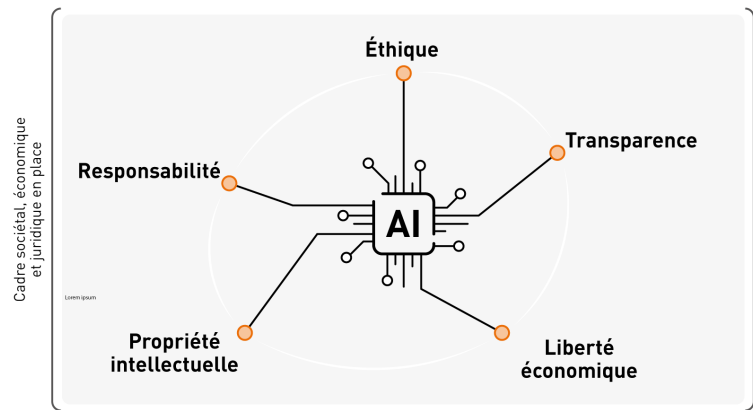 Éthique
Transparence
Responsabilité
AI
Cadre sociétal, économique
et juridique en place
Lorem ipsum
Propriété
intellectuelle
Liberté
économique